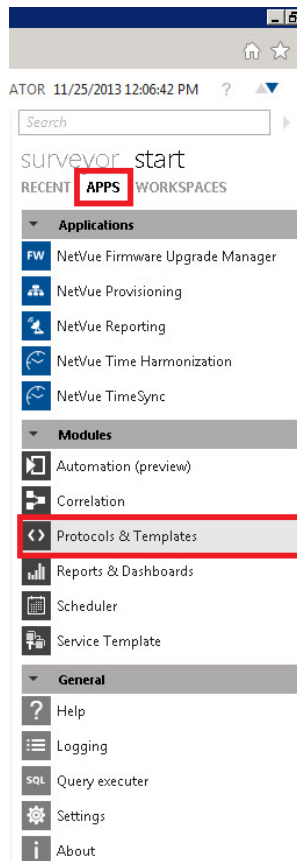 ATOR 11/25/2013 12:06:42 PM ?
Search
surveyor start
RECENT APPS WORKSPACES
Applications
FW NetVue Firmware Upgrade Manager
NetVue Provisioning
NetVue Reporting
NetVue Time Harmonization
NetVue TimeSync
Modules
Automation (preview)
Correlation
<> Protocols & Templates
Reports & Dashboards
Scheduler
Service Template
General
? Help
Logging
SQL Query executer
Settings
i About